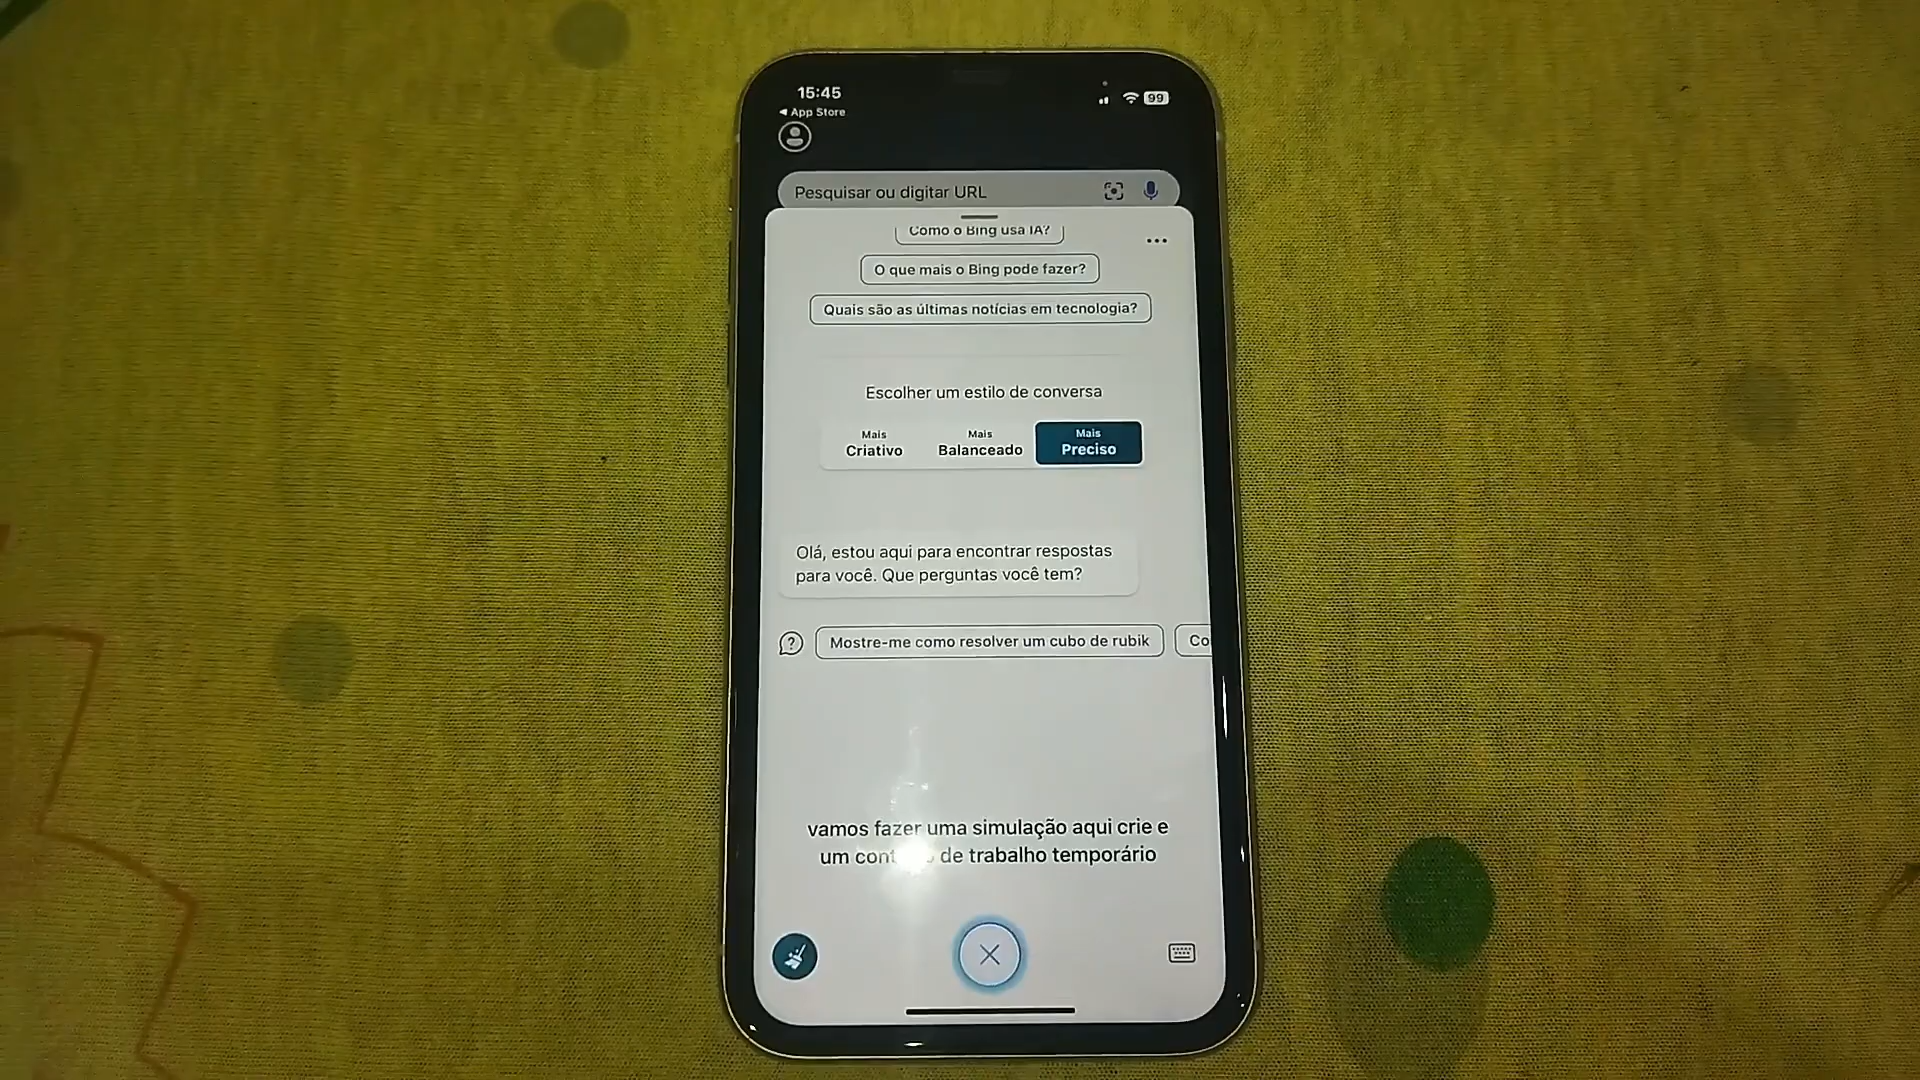 15:45
99
◀ App Store
Pesquisar ou digitar URL
Como o Bing usa IA?
...
O que mais o Bing pode fazer?
Quais são as últimas notícias em tecnologia?
Escolher um estilo de conversa
Mais Criativo
Mais Balanceado
Mais Preciso
Olá, estou aqui para encontrar respostas
para você. Que perguntas você tem?
Mostre-me como resolver um cubo de rubik
Co
vamos fazer uma simulação aqui crie e
um de trabalho temporário